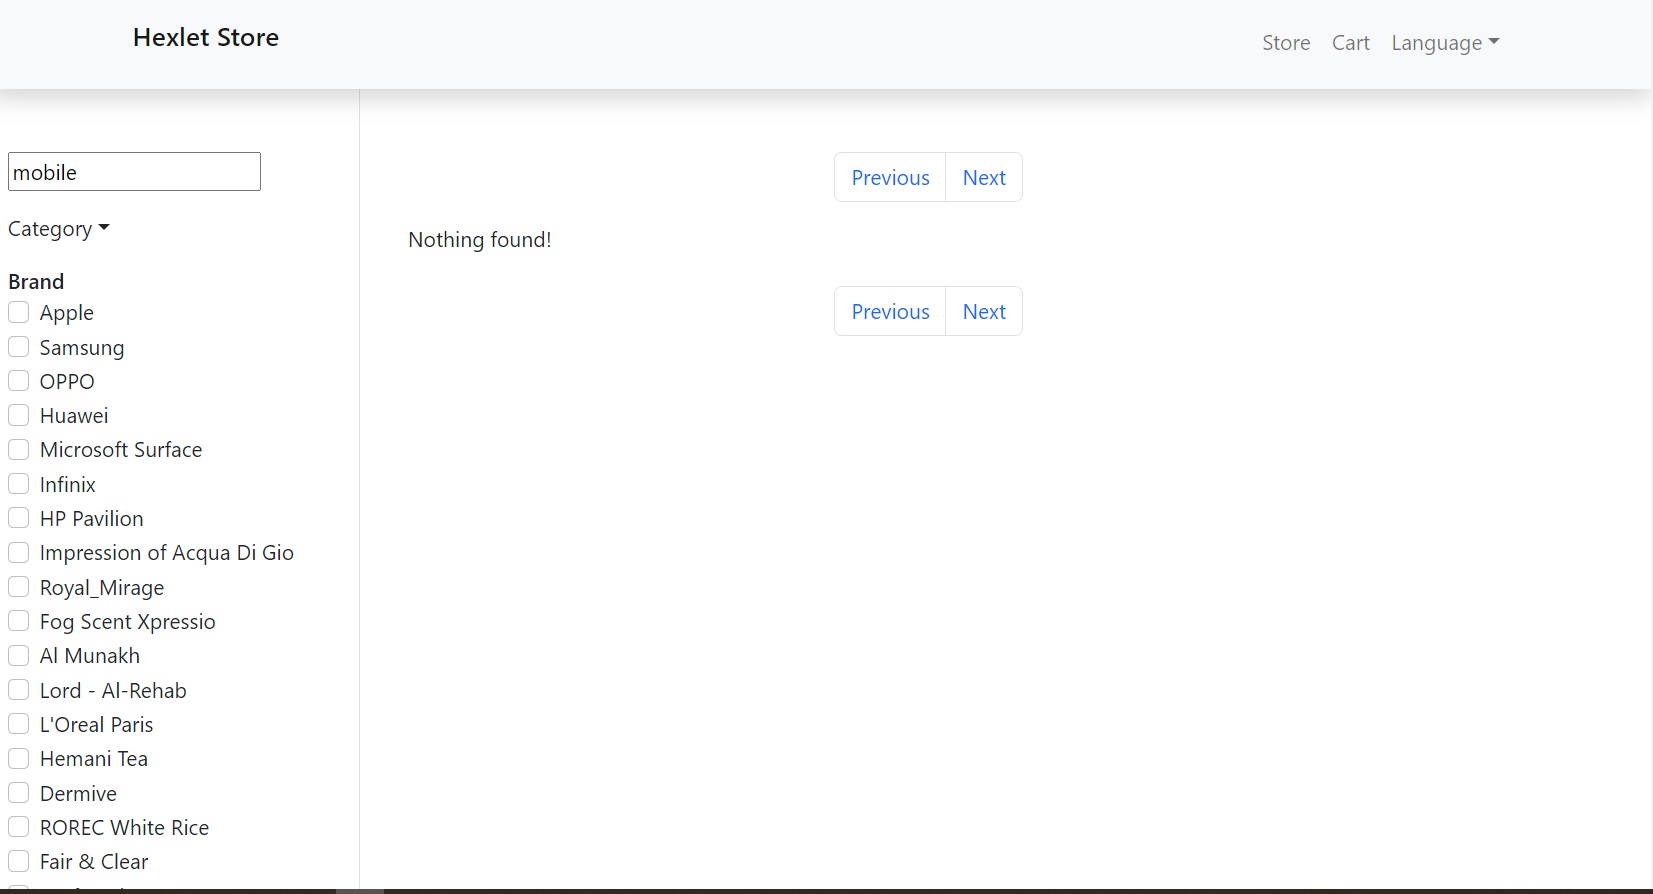 Hexlet Store
Store Cart Language
mobile
Category
Brand
Apple
Samsung
OPPO
Huawei
Microsoft Surface
Infinix
HP Pavilion
Impression of Acqua Di Gio
Royal_Mirage
Fog Scent Xpressio
Al Munakh
Lord - Al-Rehab
L'Oreal Paris
Hemani Tea
Dermive
ROREC White Rice
Fair & Clear
Previous Next
Nothing found!
Previous Next